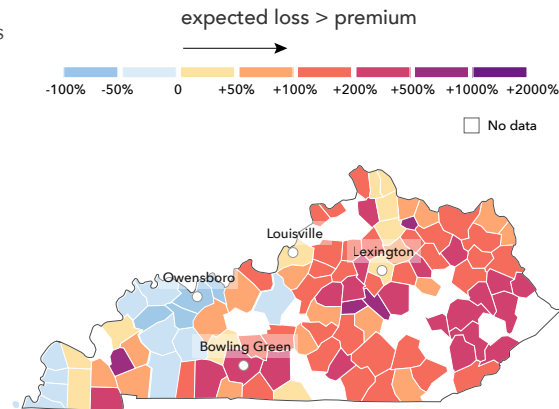 expected loss > premium
s
-100% -50% 0 +50% +100% +200% +500% +1000% +2000%
No data
Louisville
Lexington
Owensboro
Bowling Green